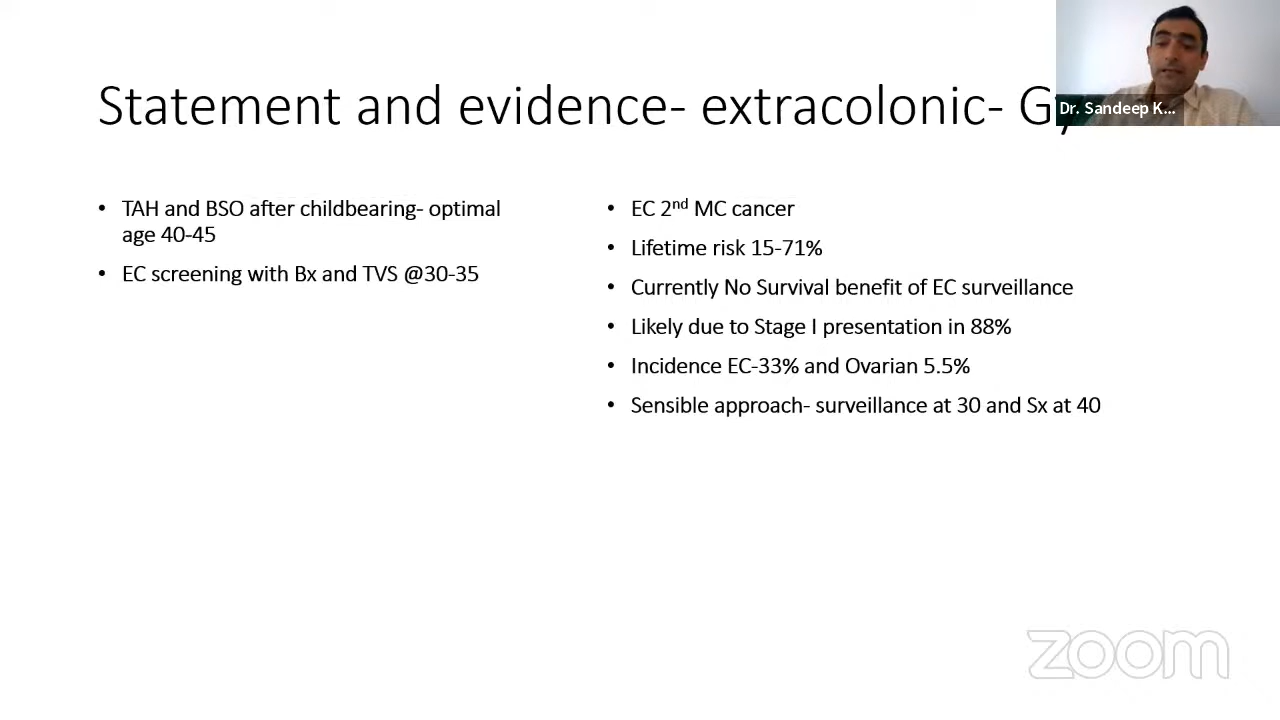 Statement and evidence- extracolonic-
Dr. Sandeep K...
• TAH and BSO after childbearing- optimal
age 40-45
• EC screening with Bx and TVS @30-35
• EC 2nd MC cancer
• Lifetime risk 15-71%
• Currently No Survival benefit of EC surveillance
• Likely due to Stage I presentation in 88%
• Incidence EC-33% and Ovarian 5.5%
• Sensible approach- surveillance at 30 and Sx at 40
zoom